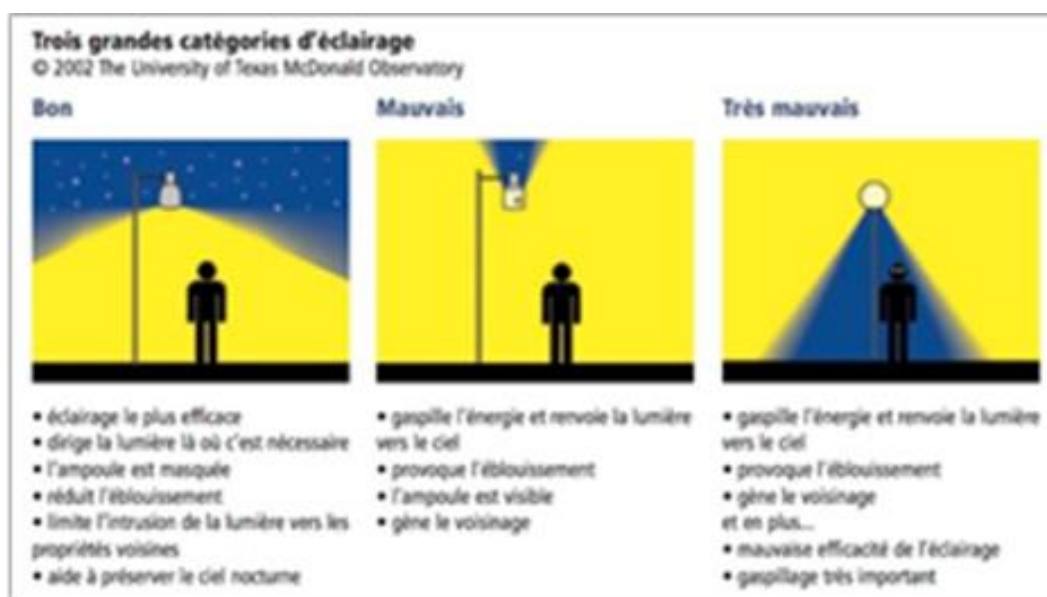 Trois grandes catégories d'éclairage
© 2002 The University of Texas McDonald Observatory
Bon
Mauvais
Très mauvais
• éclairage le plus efficace
• dirige la lumière là où c'est nécessaire
• l'ampoule est masquée
• réduit l'éblouissement
• limite l'intrusion de la lumière vers les
propriétés voisines
• aide à préserver le ciel nocturne
• gaspille l'énergie et renvoie la lumière
vers le ciel
• provoque l'éblouissement
• l'ampoule est visible
• gène le voisinage
• gaspille l'énergie et renvoie la lumière
vers le ciel
• provoque l'éblouissement
• gène le voisinage
et en plus...
• mauvaise efficacité de l'éclairage
• gaspillage très important